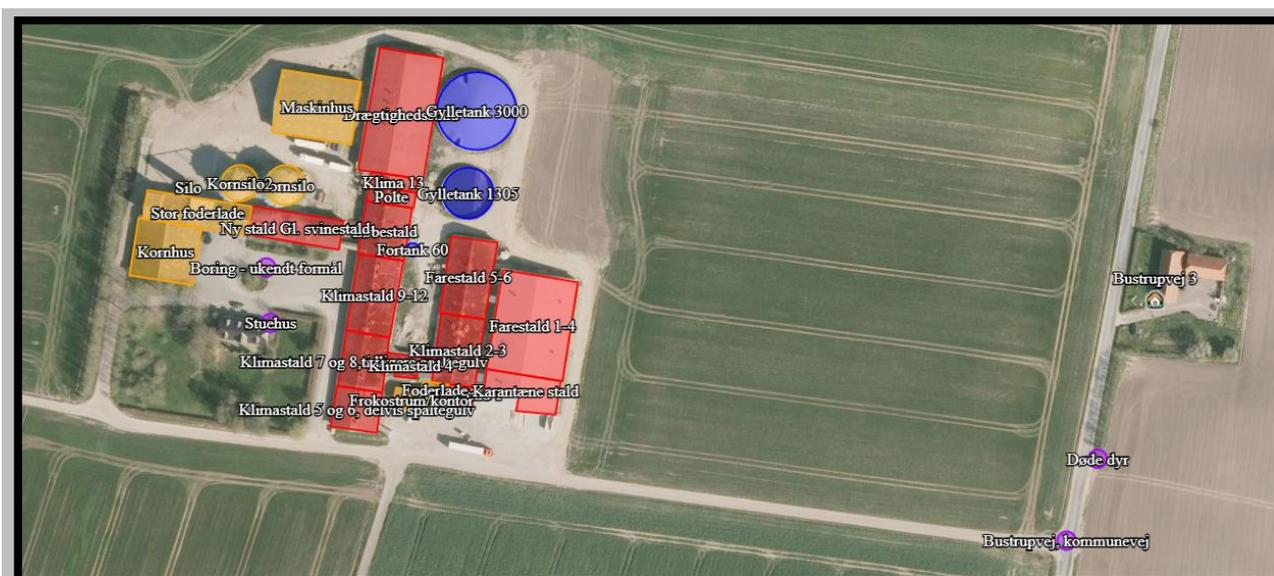 Maskinhus
Gylletank 3000
Klima 13
Polte
Gylletank 1305
Silo
Kornsilo2
Stor foderlade
Ny stald Gl. svinestald
Fortank 60
Kornhus
Boring - ukendt formål
Farestald 5-6
Bustrupvej 3
Klimastald 9-12
Stuehus
Farestald 1-4
Klimastald 2-3
Klimastald 7 og 8,
Klimastald 4
Foderlade
Karantæne stald
Frokostrum/kontor
Klimastald 5 og 6, delvis spaltegulv
Døde dyr
Bustrupvej, kommunevej